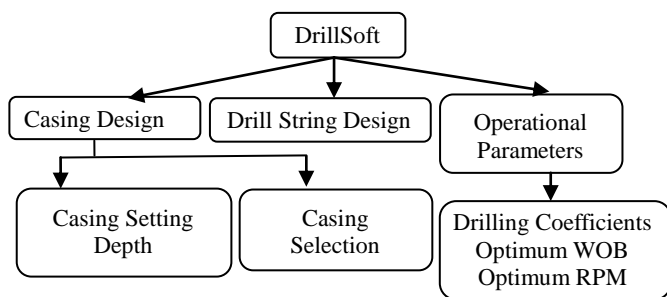 DrillSoft
Casing Design
Drill String Design
Operational
Parameters
Casing Setting
Depth
Casing
Selection
Drilling Coefficients
Optimum WOB
Optimum RPM